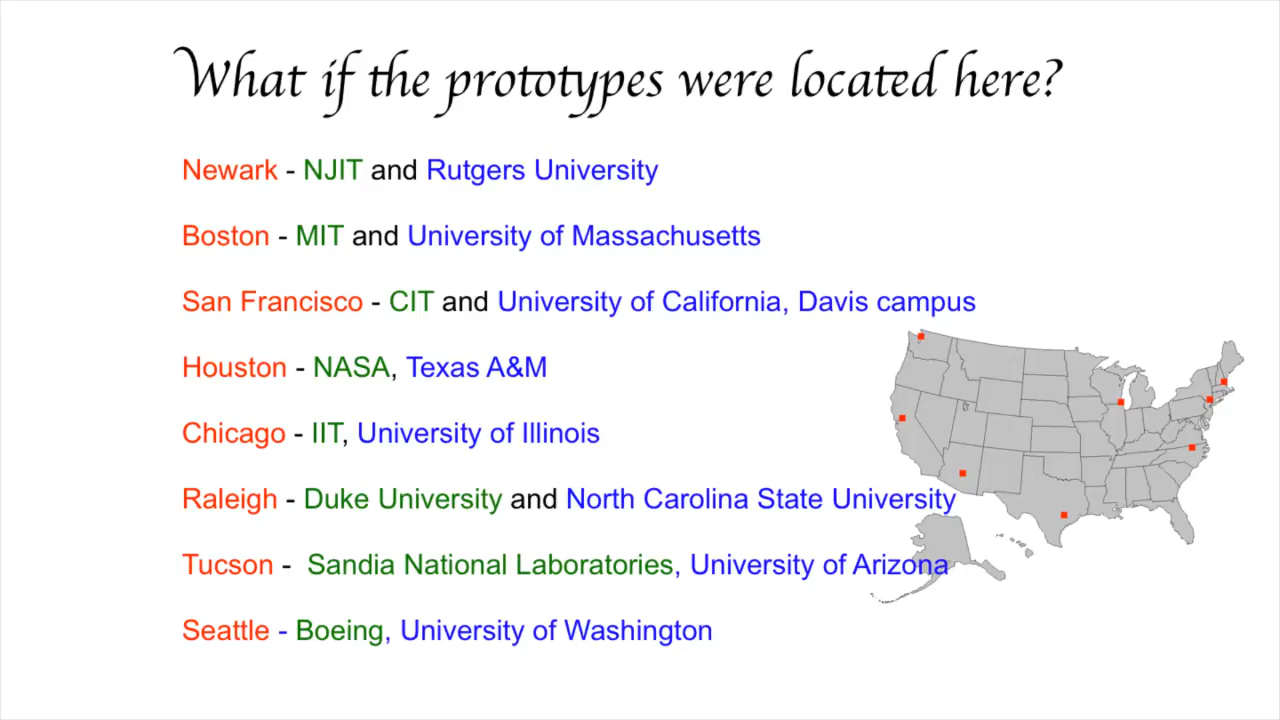 What if the prototypes were located here?
Newark - NJIT and Rutgers University
Boston - MIT and University of Massachusetts
San Francisco - CIT and University of California, Davis campus
Houston - NASA, Texas A&M
Chicago - IIT, University of Illinois
Raleigh - Duke University and North Carolina State University
Tucson -  Sandia National Laboratories, University of Arizona
Seattle - Boeing, University of Washington